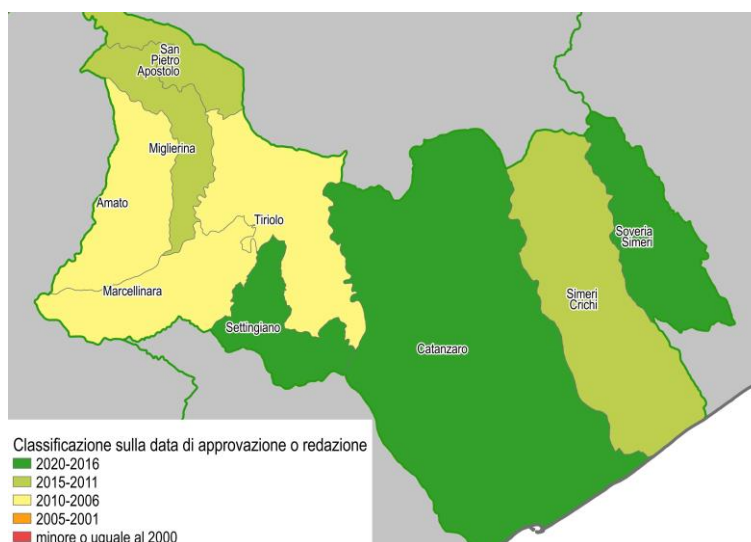 San
Pietro
Apostolo
Miglierina
Amato
Tiriolo
Marcellinara
Settingiano
Catanzaro
Soveria
Simeri
Simeri
Crichi
Classificazione sulla data di approvazione o redazione
2020-2016
2015-2011
2010-2006
2005-2001
minore o uguale al 2000